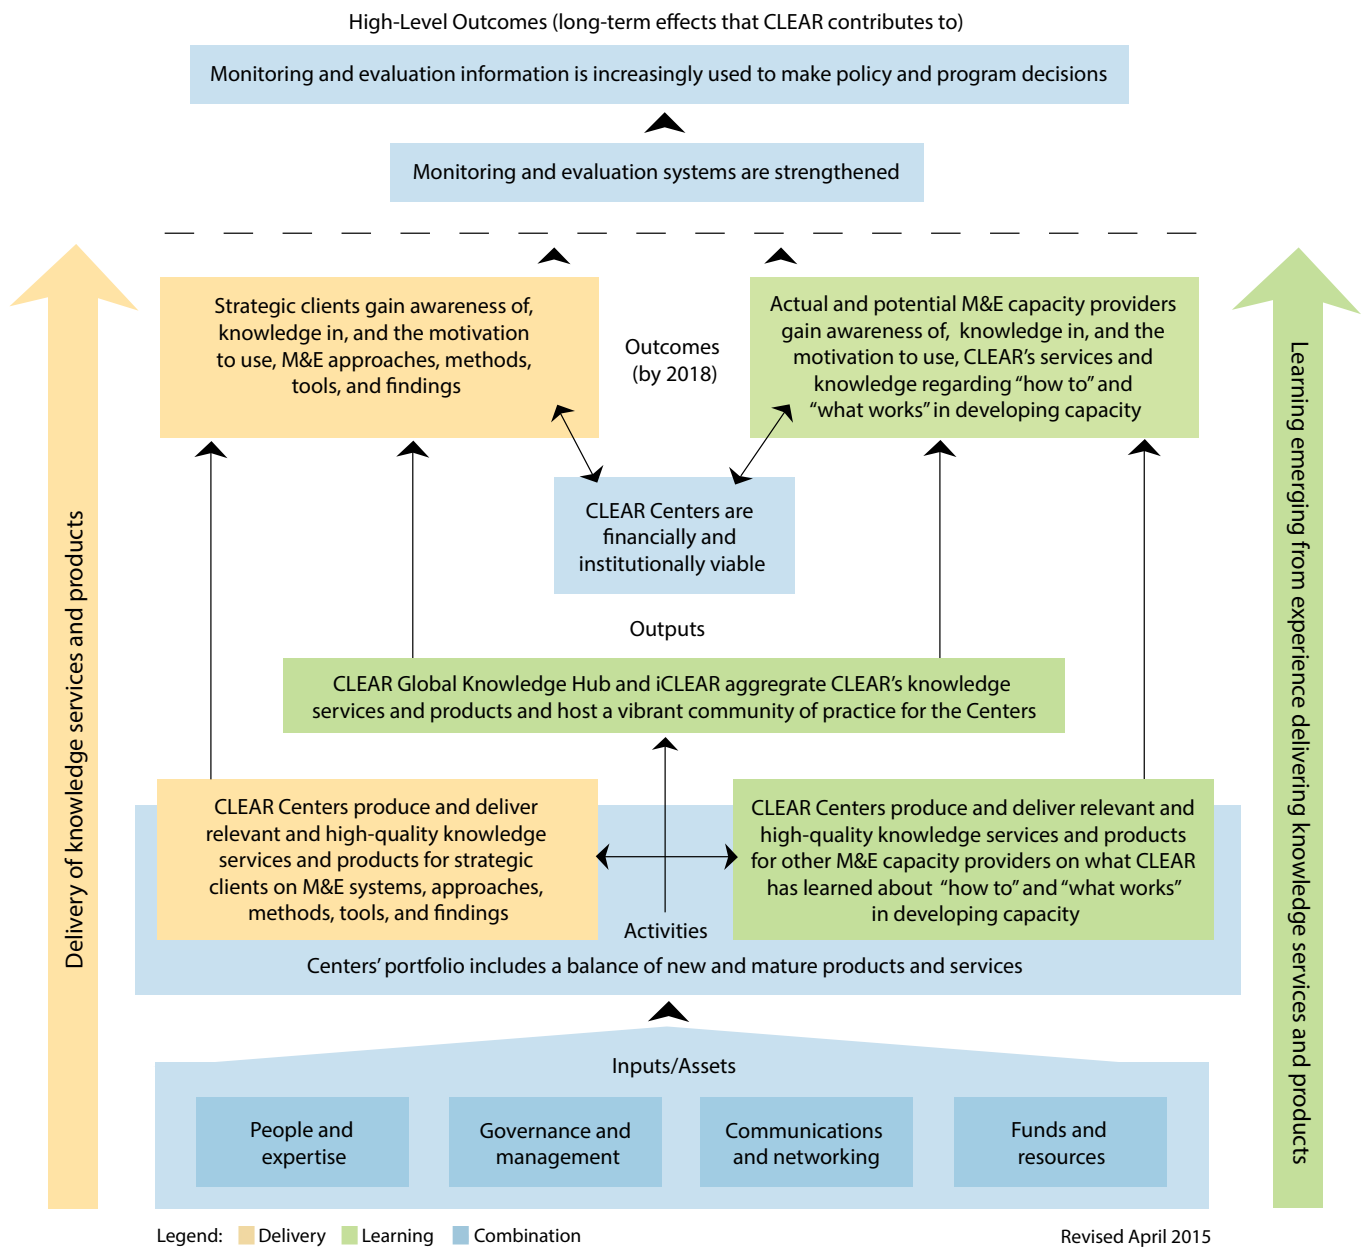 High-Level Outcomes (long-term effects that CLEAR contributes to)
Monitoring and evaluation information is increasingly used to make policy and program decisions
Monitoring and evaluation systems are strengthened
Strategic clients gain awareness of,
knowledge in, and the motivation
to use, M&E approaches, methods,
tools, and findings
Outcomes
(by 2018)
Actual and potential M&E capacity providers
gain awareness of, knowledge in, and the
motivation to use, CLEAR's services and
knowledge regarding "how to" and
"what works" in developing capacity
CLEAR Centers are
financially and
institutionally viable
Outputs
CLEAR Global Knowledge Hub and iCLEAR aggregrate CLEAR's knowledge
services and products and host a vibrant community of practice for the Centers
CLEAR Centers produce and deliver
relevant and high-quality knowledge
services and products for strategic
clients on M&E systems, approaches,
methods, tools, and findings
CLEAR Centers produce and deliver relevant and
high-quality knowledge services and products
for other M&E capacity providers on what CLEAR
has learned about "how to" and "what works"
in developing capacity
Activities
Centers' portfolio includes a balance of new and mature products and services
Inputs/Assets
People and
expertise
Governance and
management
Communications
and networking
Funds and
resources
Delivery of knowledge services and products
Learning emerging from experience delivering knowledge services and products
Legend: Delivery Learning Combination
Revised April 2015